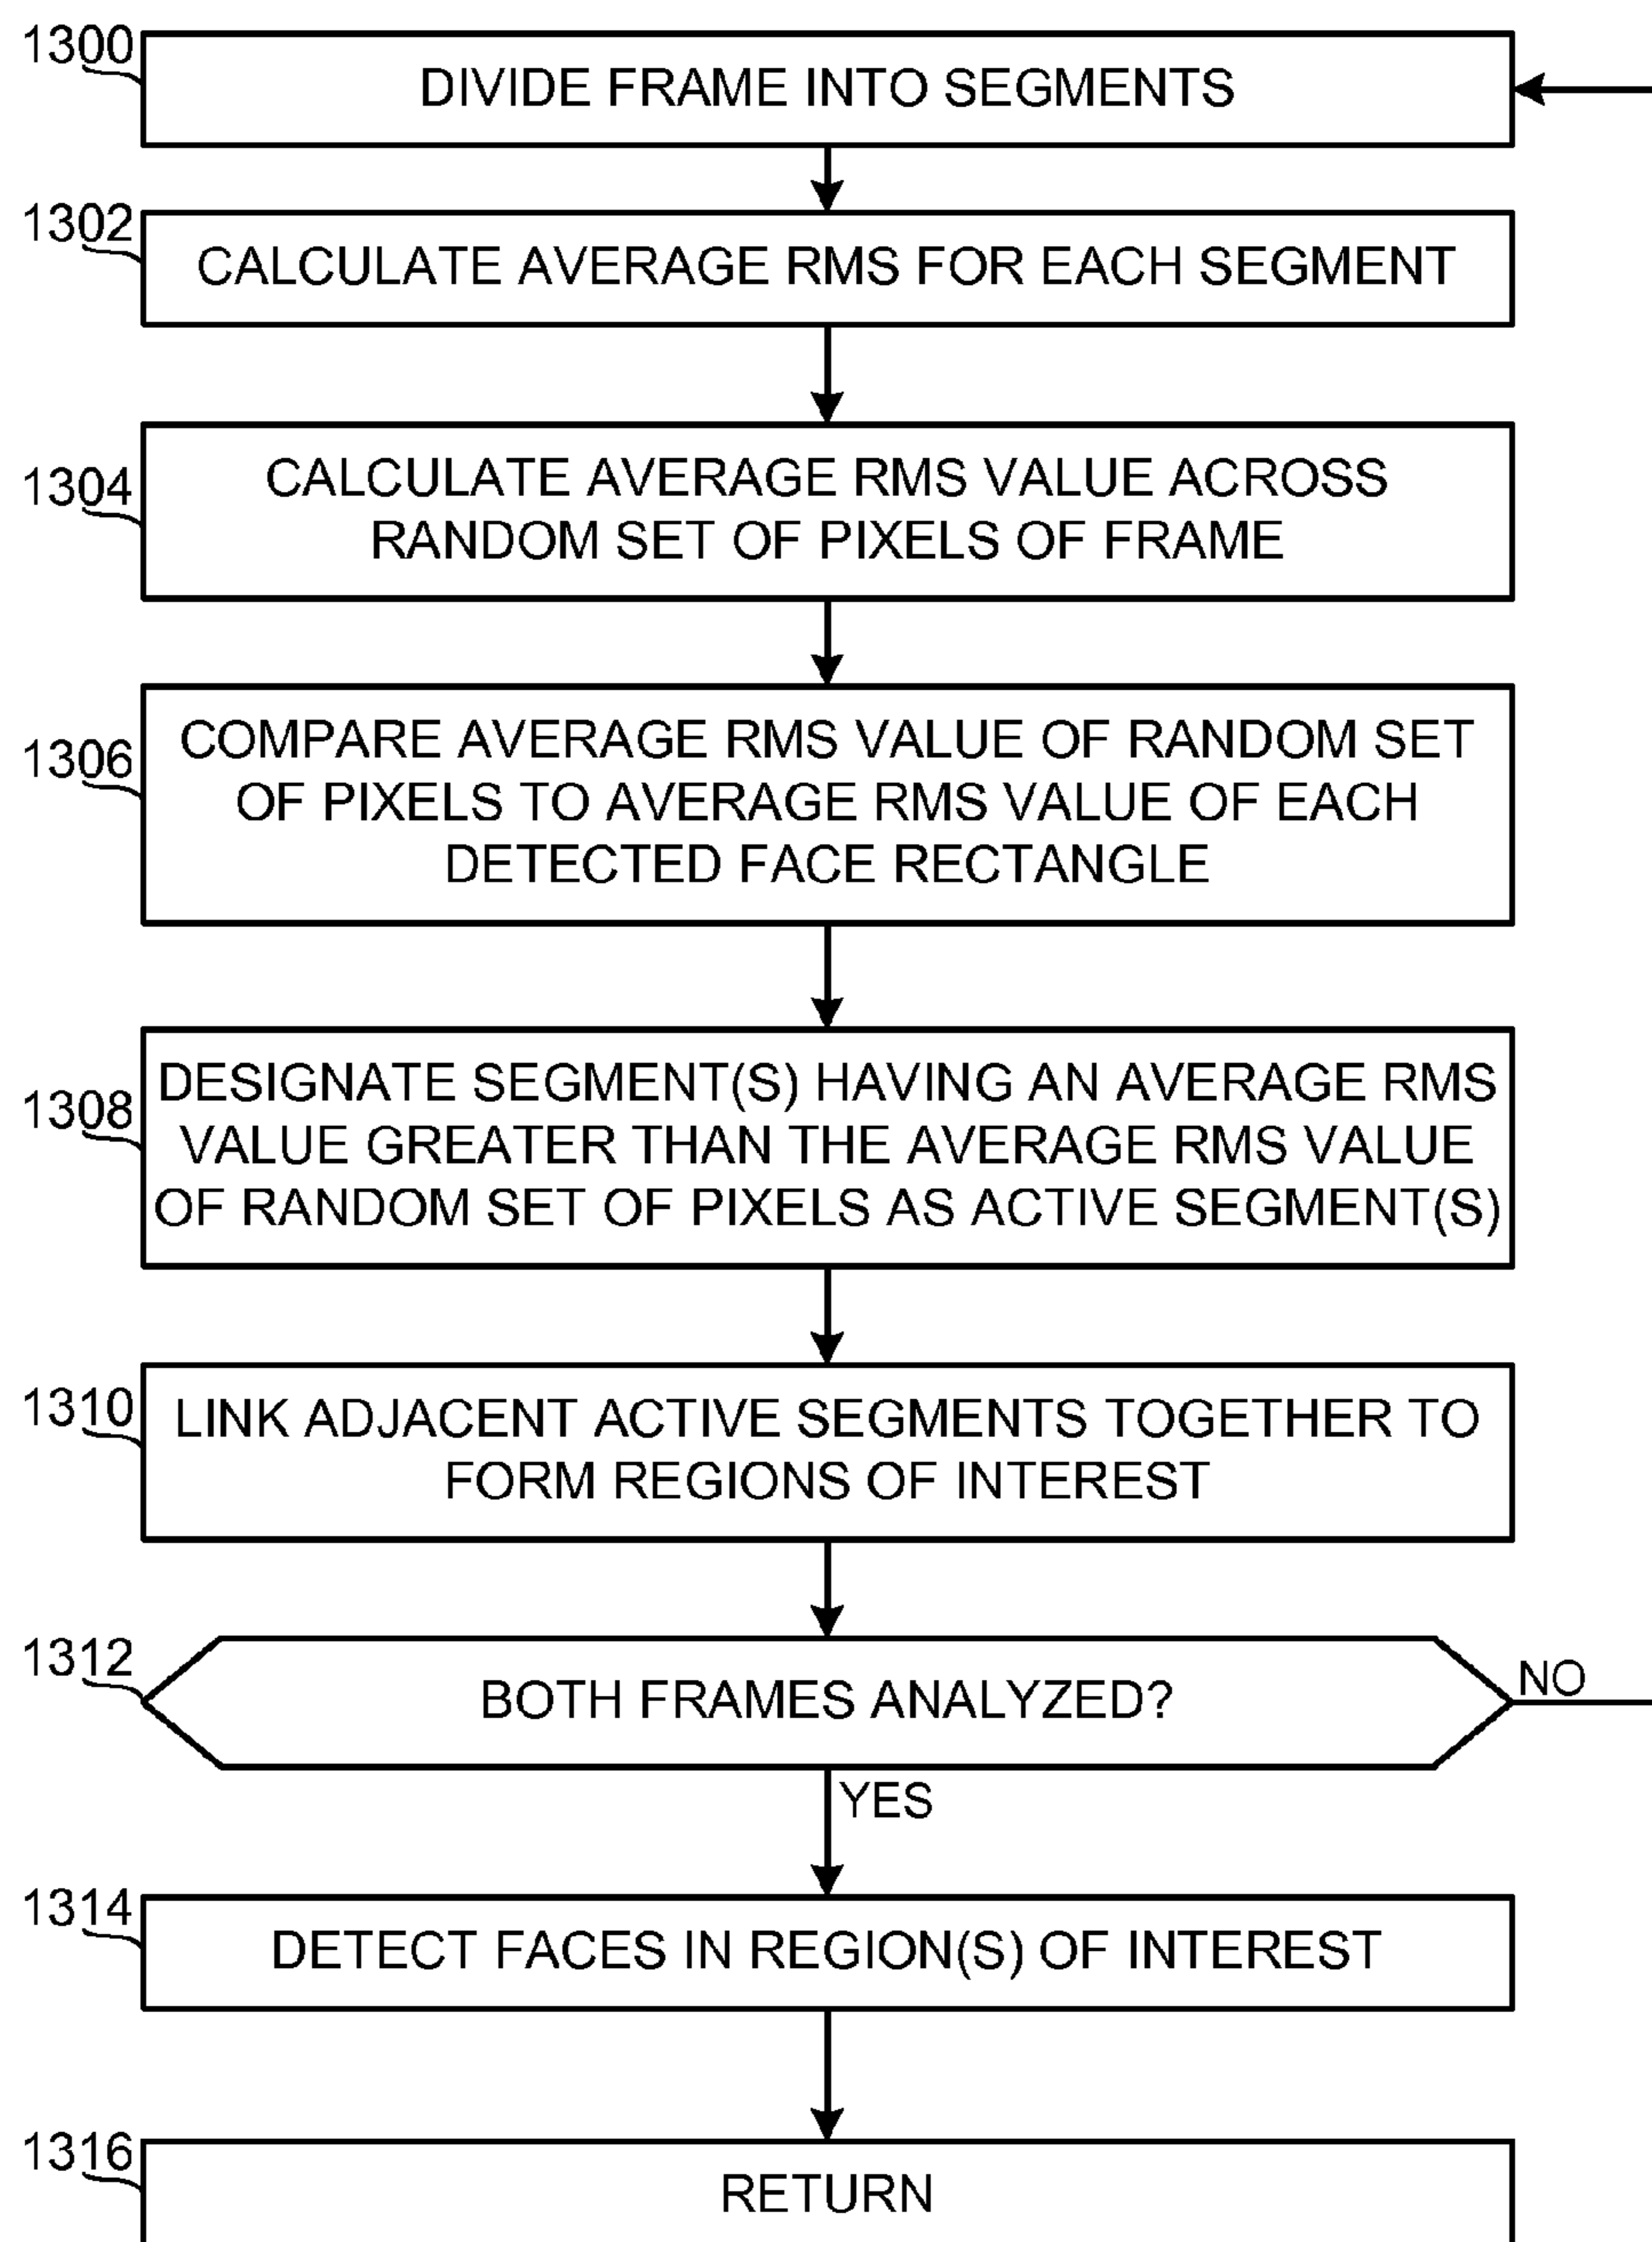 1300
DIVIDE FRAME INTO SEGMENTS
1302
CALCULATE AVERAGE RMS FOR EACH SEGMENT
1304
CALCULATE AVERAGE RMS VALUE ACROSS
RANDOM SET OF PIXELS OF FRAME
1306
COMPARE AVERAGE RMS VALUE OF RANDOM SET
OF PIXELS TO AVERAGE RMS VALUE OF EACH
DETECTED FACE RECTANGLE
1308
DESIGNATE SEGMENT(S) HAVING AN AVERAGE RMS
VALUE GREATER THAN THE AVERAGE RMS VALUE
OF RANDOM SET OF PIXELS AS ACTIVE SEGMENT(S)
1310
LINK ADJACENT ACTIVE SEGMENTS TOGETHER TO
FORM REGIONS OF INTEREST
1312
BOTH FRAMES ANALYZED?
NO
YES
1314
DETECT FACES IN REGION(S) OF INTEREST
1316
RETURN